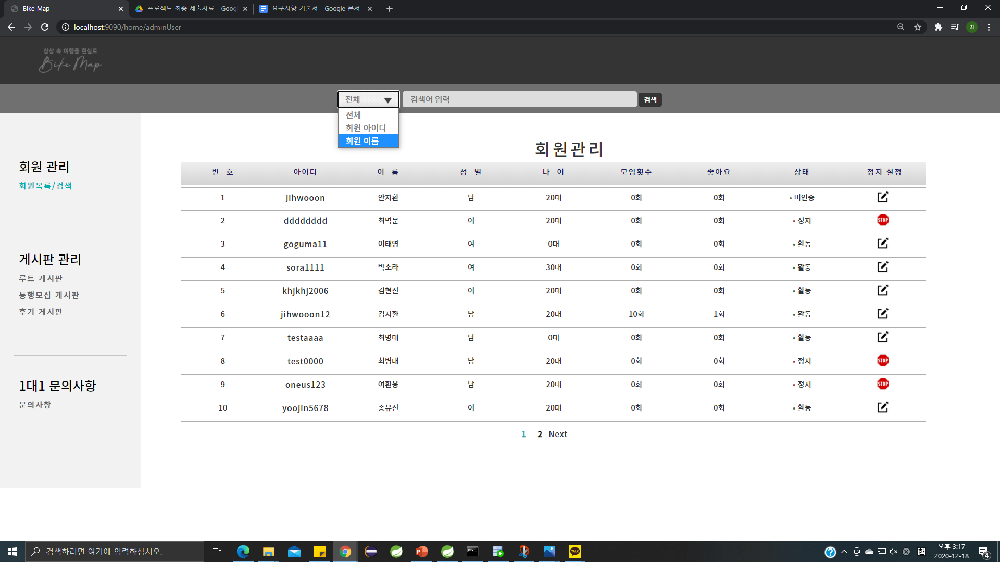 Bike Map
프로젝트 최종 제출자료 - Goog
요구사항 기술서 - Google 문서
localhost:9090/home/adminUser
최
상상 속 여행을 현실로
Bike Map
전체
검색어 입력
검색
전체
회원 아이디
회원 이름
회원관리
회원 관리
회원목록/검색
게시판 관리
루트 게시판
동행모집 게시판
후기 게시판
1대1 문의사항
문의사항
번 호 아이디 이 름 성 별 나 이 모임횟수 좋아요 상태 정지 설정
1 jihwooon 안지환 남 20대 0회 0회 • 미인증
2 dddddddd 최벽문 여 20대 0회 0회 • 정지 STOP
3 goguma11 이태영 여 0대 0회 0회 • 활동
4 sora1111 박소라 여 30대 0회 0회 • 활동
5 khjkhj2006 김현진 여 20대 0회 0회 • 활동
6 jihwooon12 김지환 남 20대 10회 1회 • 활동
7 testaaaa 최병대 남 0대 0회 0회 • 활동
8 test0000 최병대 남 20대 0회 0회 • 정지 STOP
9 oneus123 여환웅 남 20대 0회 0회 • 정지 STOP
10 yoojin5678 송유진 여 20대 0회 0회 • 활동
1 2 Next
검색하려면 여기에 입력하십시오.
TALK
한
오후 3:17
2020-12-18
4